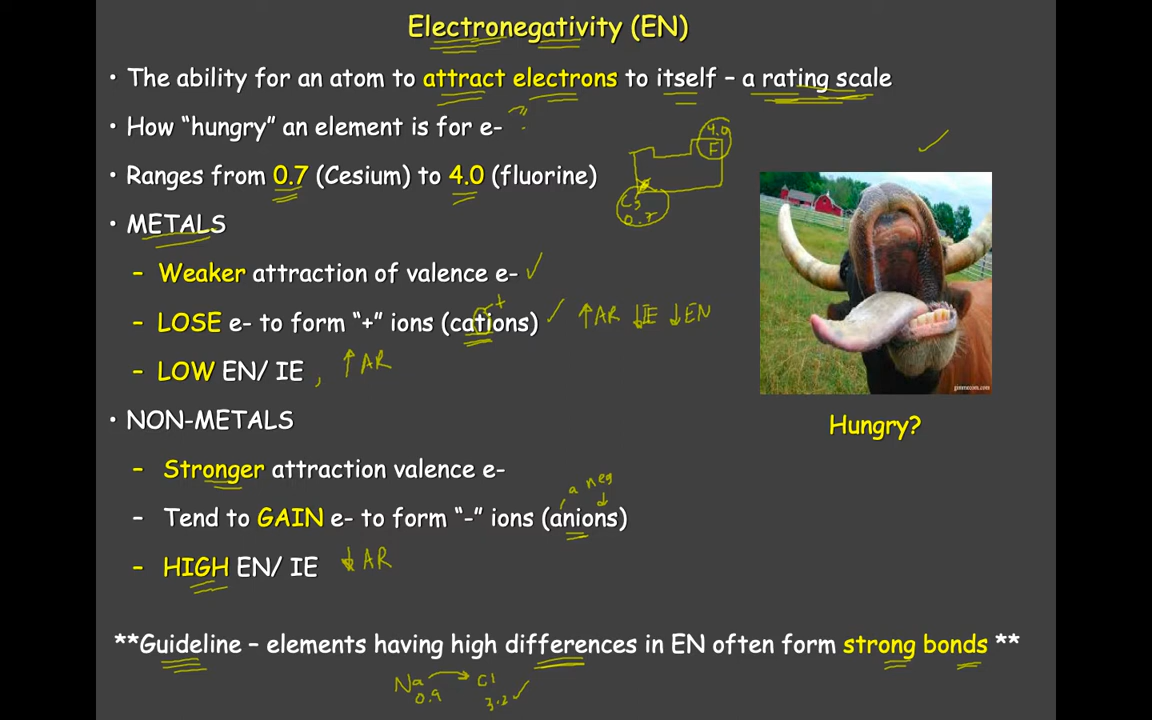 Electronegativity (EN)
• The ability for an atom to attract electrons to itself – a rating scale
• How "hungry" an element is for e- ?
4.0
F
• Ranges from 0.7 (Cesium) to 4.0 (fluorine)
Cs
0.7
• METALS
– Weaker attraction of valence e- ✓
+
– LOSE e- to form "+" ions (cations) ✓ ↑AR ↓IE ↓EN
– LOW EN/ IE , ↑AR
gimmecorn.com
Hungry?
• NON-METALS
– Stronger attraction valence e-
a neg
– Tend to GAIN e- to form "-" ions (anions)
– HIGH EN/ IE ↓AR
**Guideline – elements having high differences in EN often form strong bonds **
Na → Cl
0.9 3.2 ✓